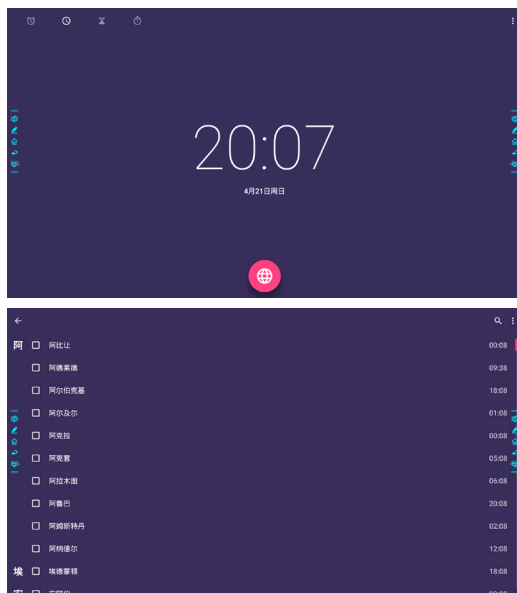 20:07
4月21日周日
阿 阿比让 00:08
阿德莱德 09:38
阿尔伯克基 18:08
阿尔及尔 01:08
阿克拉 00:08
阿克套 05:08
阿拉木图 06:08
阿鲁巴 20:08
阿姆斯特丹 02:08
阿纳德尔 12:08
埃 埃德蒙顿 18:08